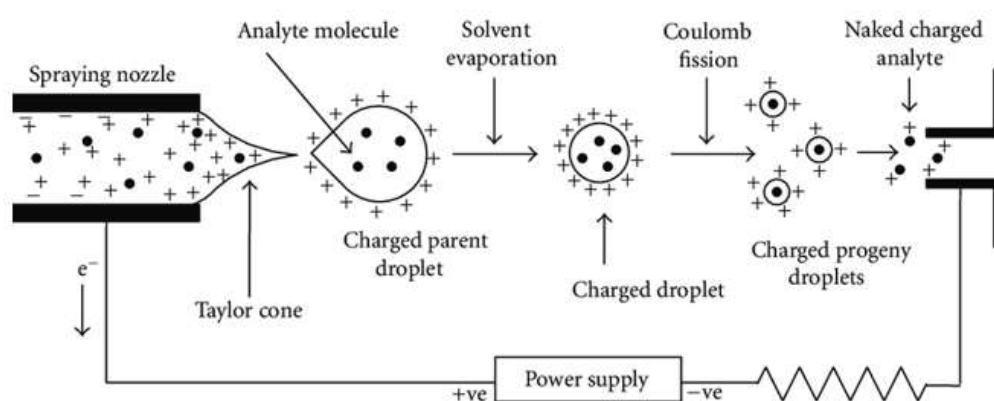 Analyte molecule
Solvent
evaporation
Coulomb
fission
Naked charged
analyte
Spraying nozzle
Charged parent
droplet
Charged progeny
droplets
Charged droplet
e⁻
Taylor cone
+ve
Power supply
−ve